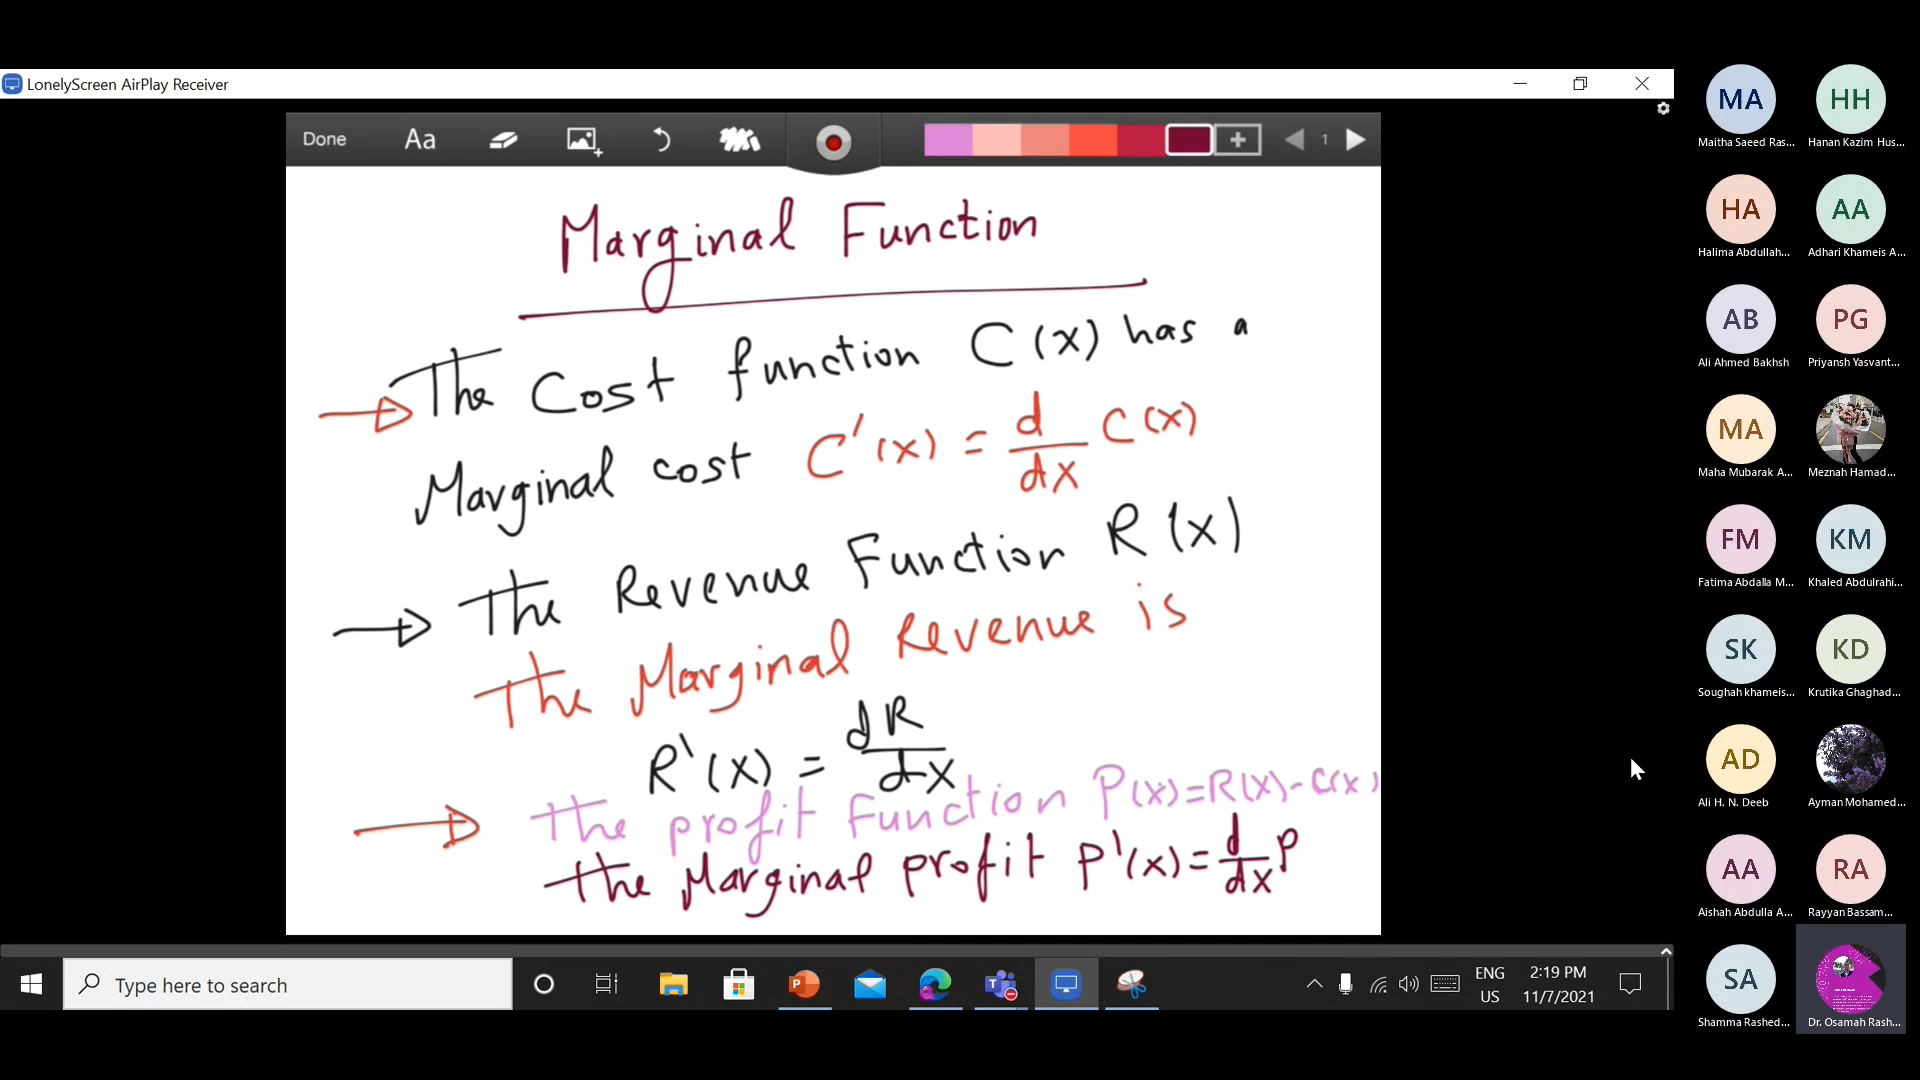 LonelyScreen AirPlay Receiver
Done Aa 1
Marginal Function
The Cost function C(x) has a
Marginal cost C'(x) = d/dx C(x)
The Revenue Function R(x)
The Marginal Revenue is
R'(x) = dR/dx
The profit Function P(x)=R(x)-C(x)
The Marginal profit P'(x)= d/dx P
MA HH
Maitha Saeed Ras... Hanan Kazim Hus...
HA AA
Halima Abdullah... Adhari Khameis A...
AB PG
Ali Ahmed Bakhsh Priyansh Yasvant...
MA
Maha Mubarak A... Meznah Hamad...
FM KM
Fatima Abdalla M... Khaled Abdulrahi...
SK KD
Soughah khameis... Krutika Ghaghad...
AD
Ali H. N. Deeb Ayman Mohamed...
AA RA
Aishah Abdulla A... Rayyan Bassam...
SA
Shamma Rashed... Dr. Osamah Rash...
Type here to search
ENG 2:19 PM
US 11/7/2021